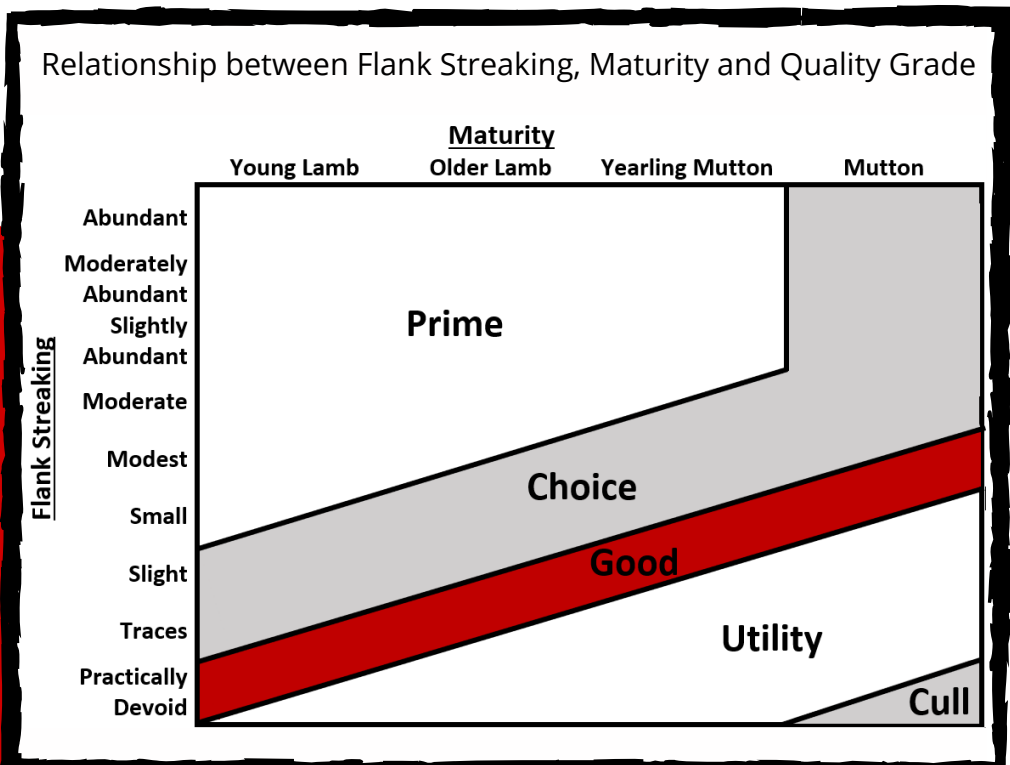 Relationship between Flank Streaking, Maturity and Quality Grade
Maturity
Young Lamb Older Lamb Yearling Mutton Mutton
Flank Streaking
Abundant
Moderately
Abundant
Slightly
Abundant
Moderate
Modest
Small
Slight
Traces
Practically
Devoid
Prime
Choice
Good
Utility
Cull